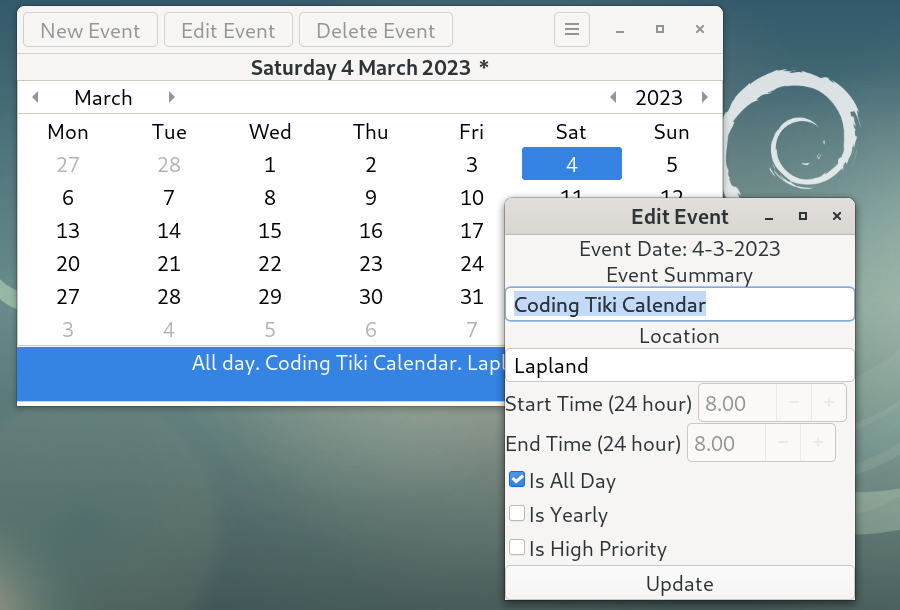 New Event Edit Event Delete Event
Saturday 4 March 2023 *
March 2023
Mon Tue Wed Thu Fri Sat Sun
27 28 1 2 3 4 5
6 7 8 9 10 11 12
13 14 15 16 17
20 21 22 23 24
27 28 29 30 31
3 4 5 6 7
All day. Coding Tiki Calendar. Lapl
Edit Event
Event Date: 4-3-2023
Event Summary
Coding Tiki Calendar
Location
Lapland
Start Time (24 hour) 8.00 − +
End Time (24 hour) 8.00 − +
Is All Day
Is Yearly
Is High Priority
Update